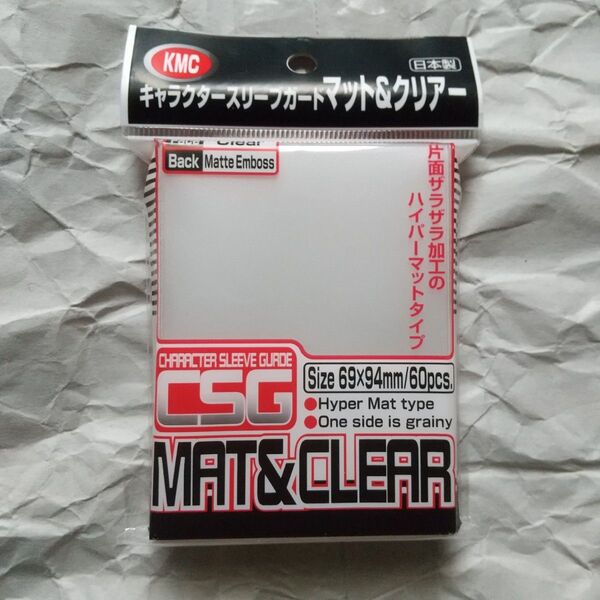 KMC
日本製
キャラクタースリーフガードマット&クリアー
Clear
Back Matte Emboss
片面ザラザラ加工の
ハイパーマットタイプ
CHARACTER SLEEVE GUADE
CSG
Size 69×94mm/60pcs.
●Hyper Mat type
●One side is grainy
MAT&CLEAR